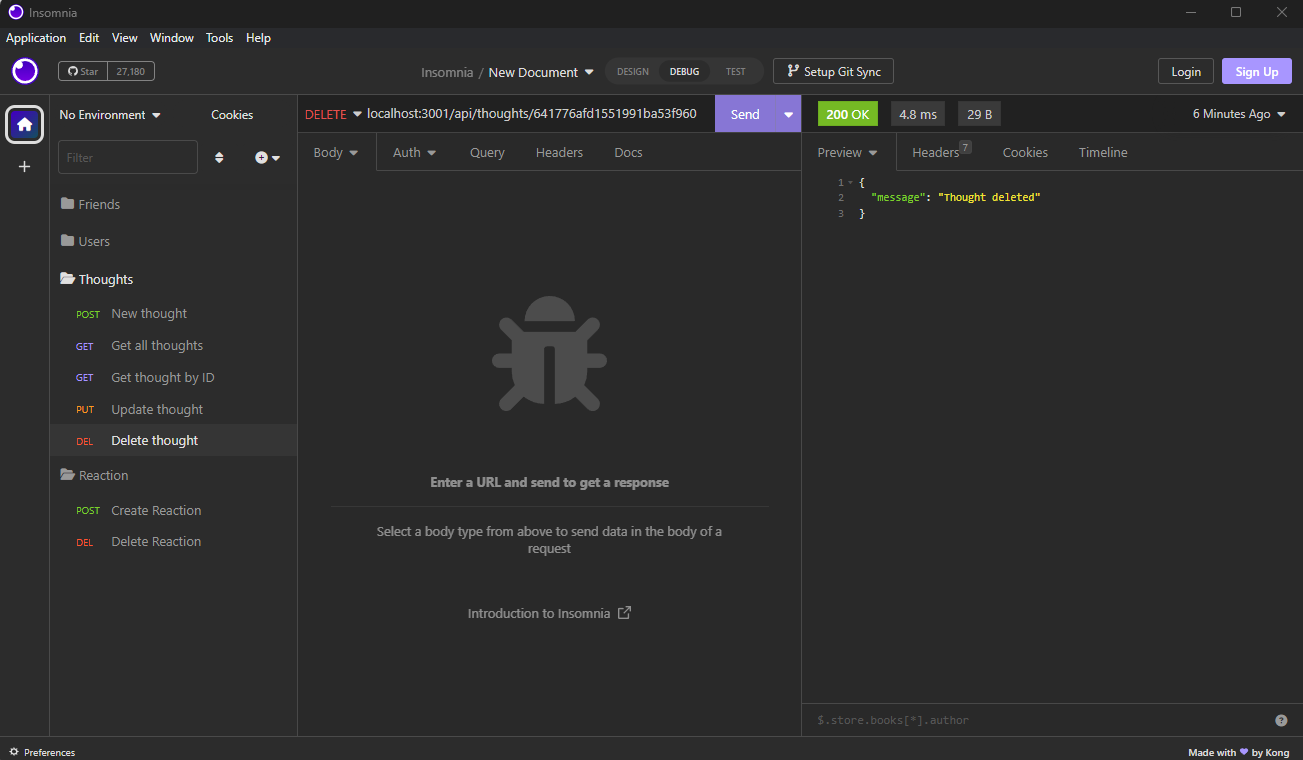 Insomnia
Application Edit View Window Tools Help
Star 27,180
Insomnia / New Document
DESIGN DEBUG TEST
Setup Git Sync
Login
Sign Up
No Environment
Cookies
Filter
Friends
Users
Thoughts
POST New thought
GET Get all thoughts
GET Get thought by ID
PUT Update thought
DEL Delete thought
Reaction
POST Create Reaction
DEL Delete Reaction
DELETE localhost:3001/api/thoughts/641776afd1551991ba53f960 Send
Body Auth Query Headers Docs
Enter a URL and send to get a response
Select a body type from above to send data in the body of a
request
Introduction to Insomnia
200 OK 4.8 ms 29 B 6 Minutes Ago
Preview Headers 7 Cookies Timeline
1 {
2 "message": "Thought deleted"
3 }
$.store.books[*].author ?
Preferences
Made with 💜 by Kong